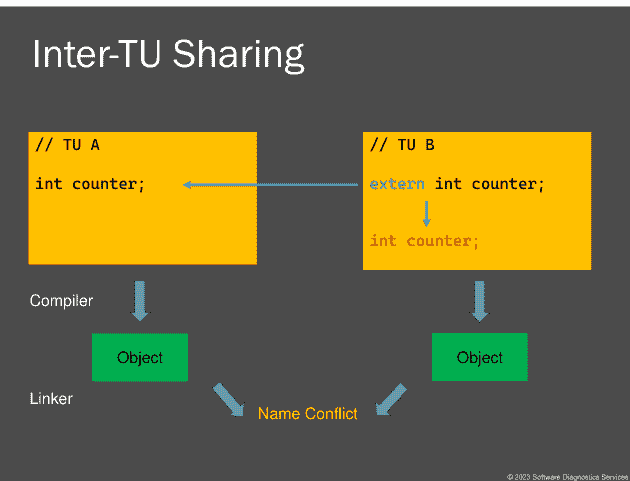 Inter-TU Sharing
// TU A
int counter;
// TU B
extern int counter;
int counter;
Compiler
Object
Object
Linker
Name Conflict
© 2023 Software Diagnostics Services